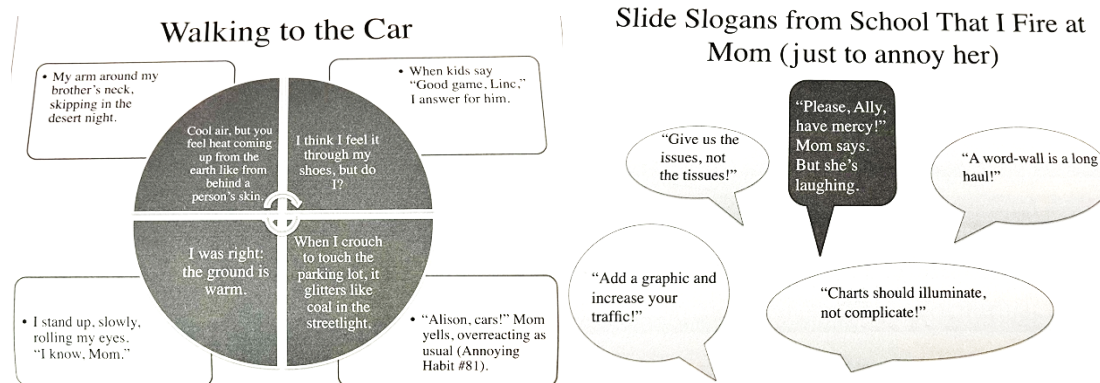 Walking to the Car
• My arm around my
brother's neck,
skipping in the
desert night.
• When kids say
"Good game, Linc,"
I answer for him.
Cool air, but you
feel heat coming
up from the
earth like from
behind a
person's skin.
I think I feel it
through my
shoes, but do
I?
I was right:
the ground is
warm.
When I crouch
to touch the
parking lot, it
glitters like
coal in the
streetlight.
• I stand up, slowly,
rolling my eyes.
"I know, Mom."
• "Alison, cars!" Mom
yells, overreacting as
usual (Annoying
Habit #81).
Slide Slogans from School That I Fire at
Mom (just to annoy her)
"Give us the
issues, not
the tissues!"
"Please, Ally,
have mercy!"
Mom says.
But she's
laughing.
"A word-wall is a long
haul!"
"Add a graphic and
increase your
traffic!"
"Charts should illuminate,
not complicate!"